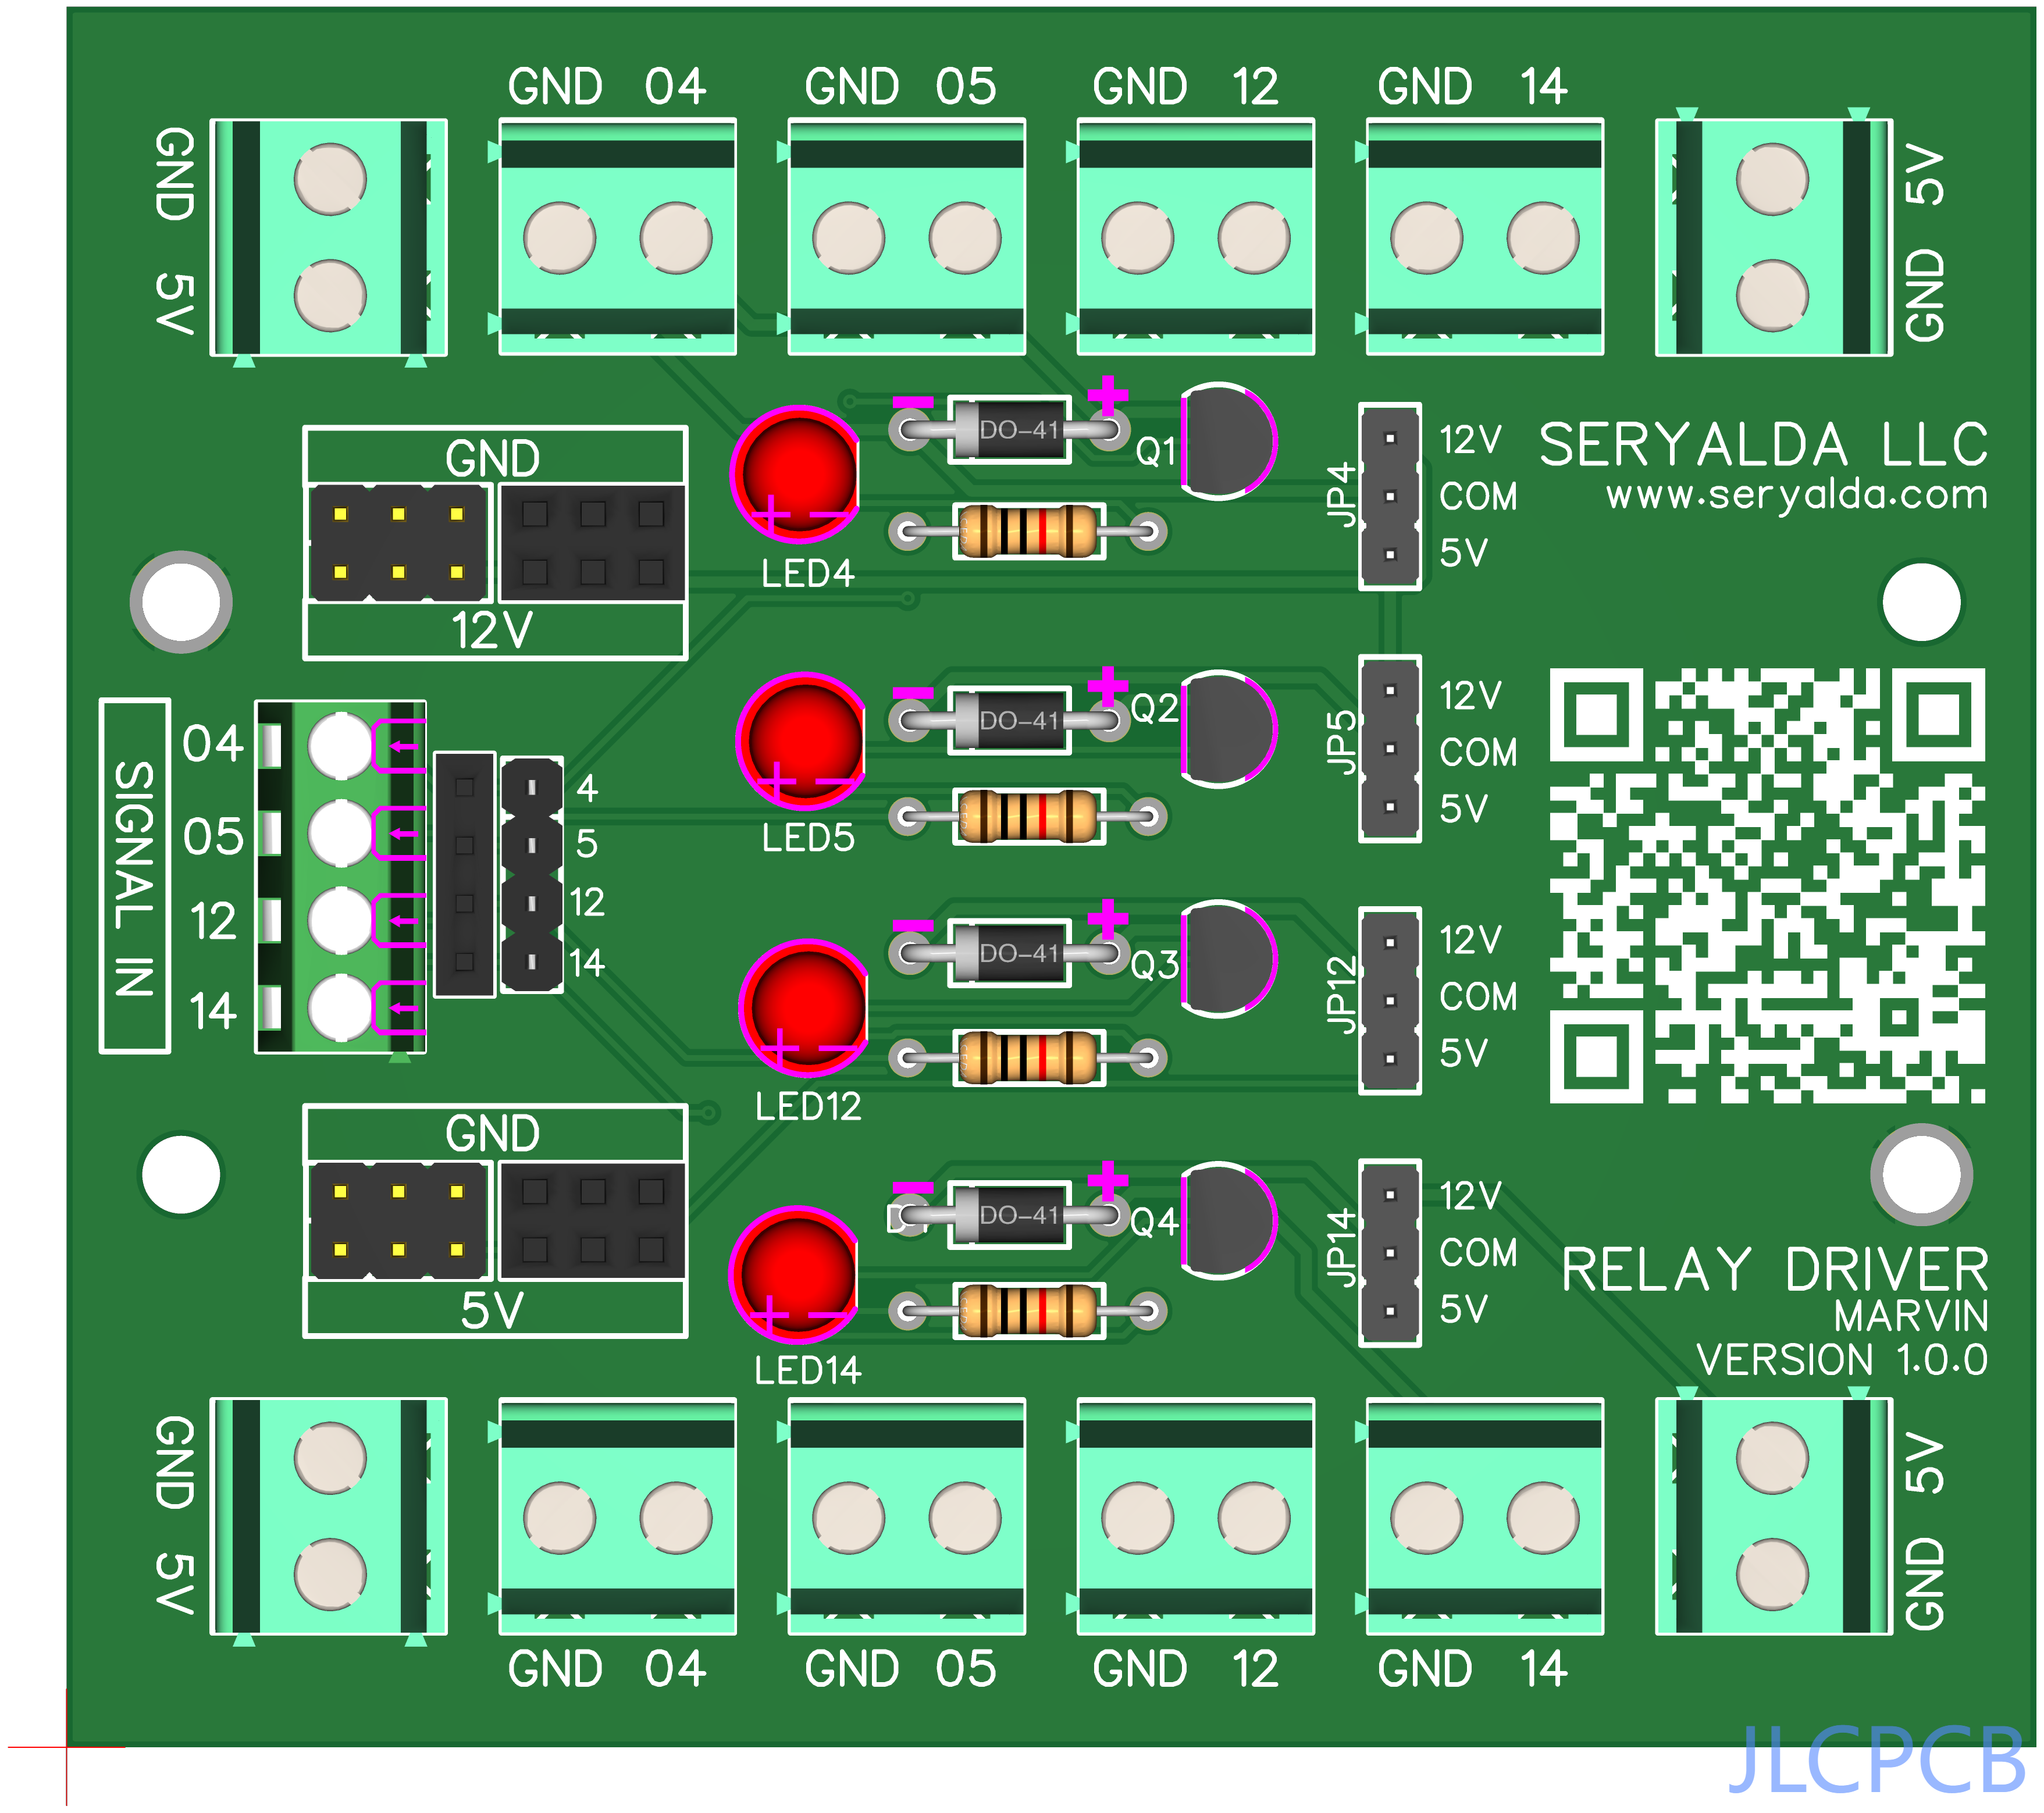 GND 04
GND 05
GND 12
GND 14
GND 5V
5V GND
GND
12V
LED4
DO-41
Q1
JP4
12V
COM
5V
SERYALDA LLC
www.seryalda.com
SIGNAL IN
04
05
12
14
4
5
12
14
LED5
DO-41
Q2
JP5
12V
COM
5V
LED12
DO-41
Q3
JP12
12V
COM
5V
GND
5V
LED14
DO-41
Q4
JP14
12V
COM
5V
RELAY DRIVER
MARVIN
VERSION 1.0.0
GND 5V
5V GND
GND 04
GND 05
GND 12
GND 14
JLCPCB